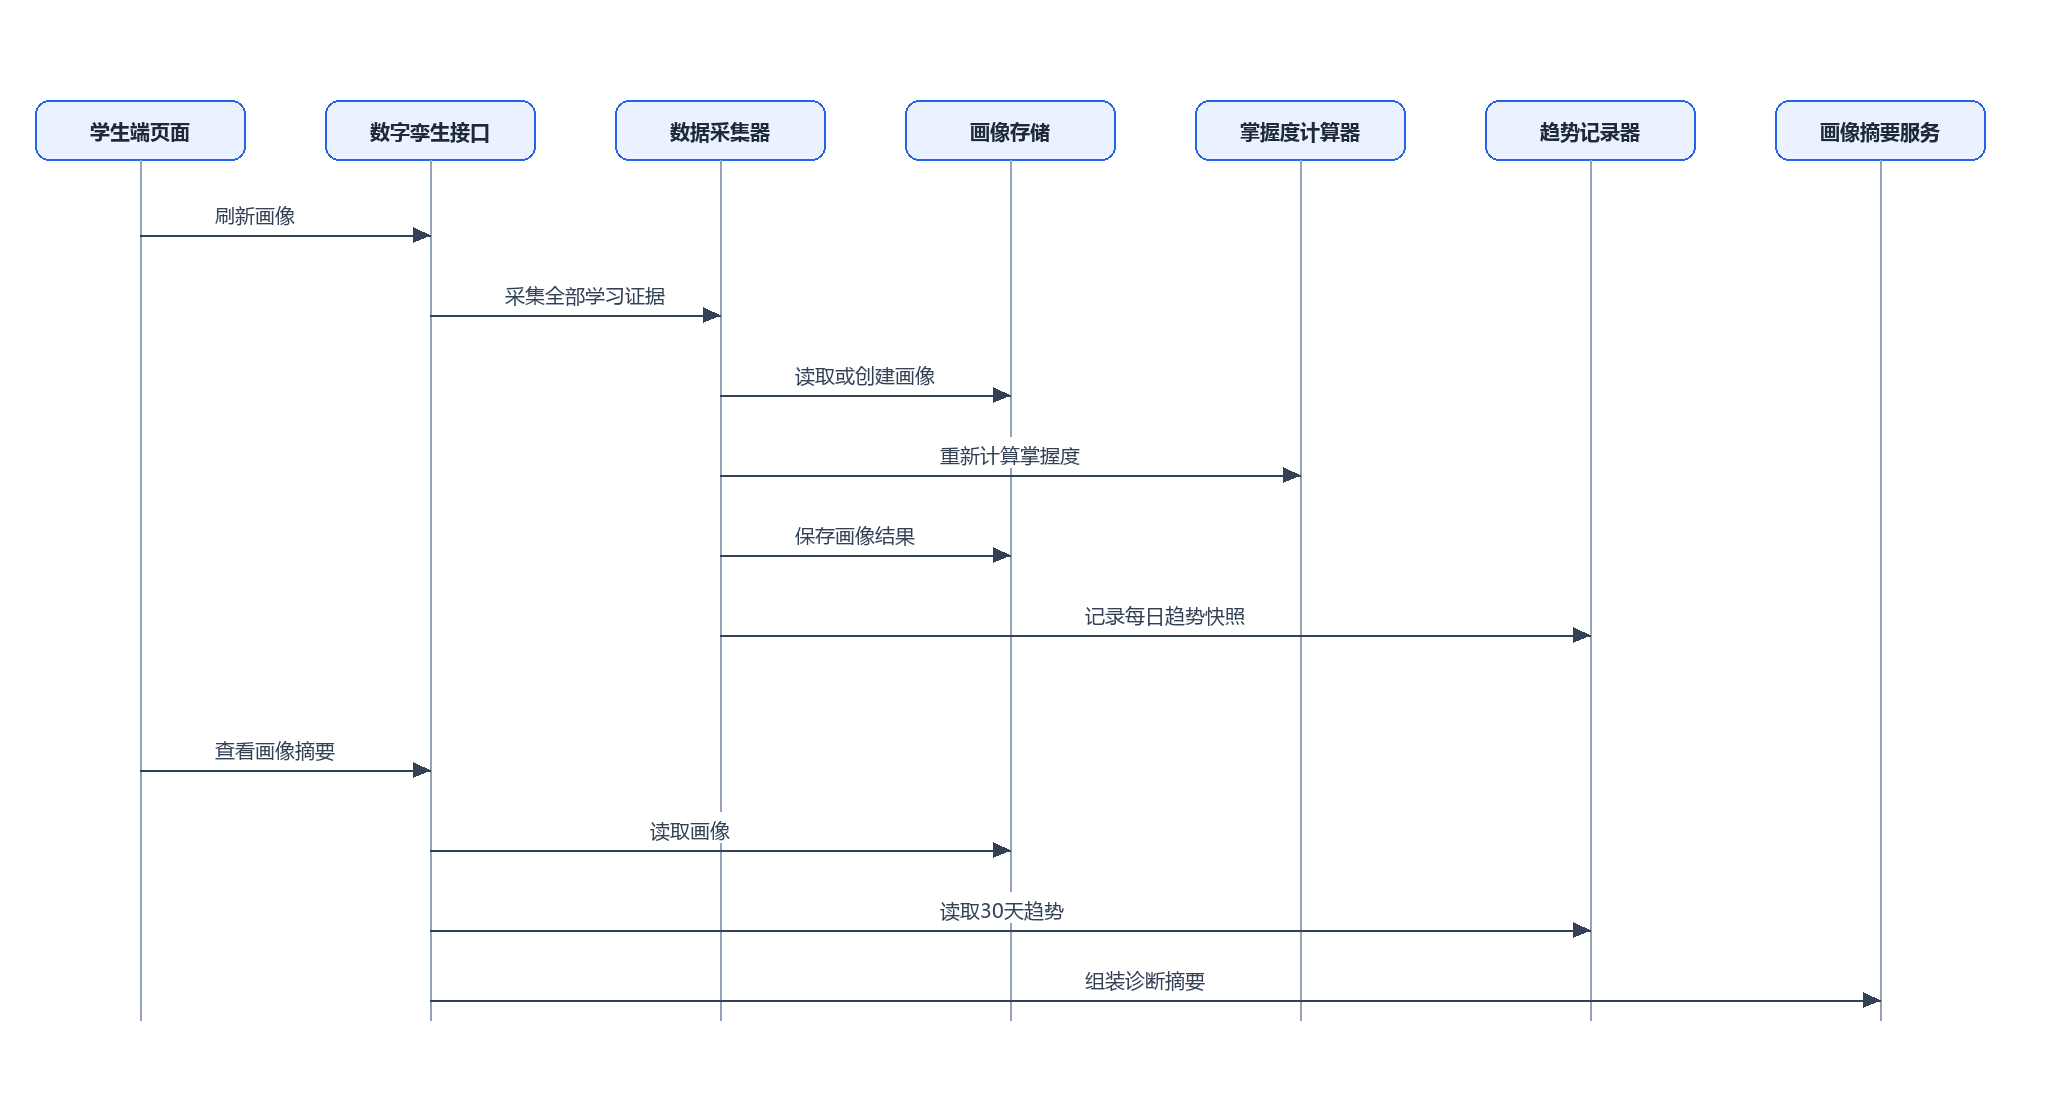 学生端页面
数字孪生接口
数据采集器
画像存储
掌握度计算器
趋势记录器
画像摘要服务
刷新画像
采集全部学习证据
读取或创建画像
重新计算掌握度
保存画像结果
记录每日趋势快照
查看画像摘要
读取画像
读取30天趋势
组装诊断摘要